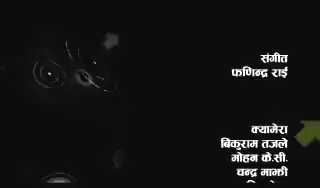 संगीत
फणिन्द्र राई
क्यामेरा
बिकुराम तजले
मोहन के.सी.
चन्द्र माझी